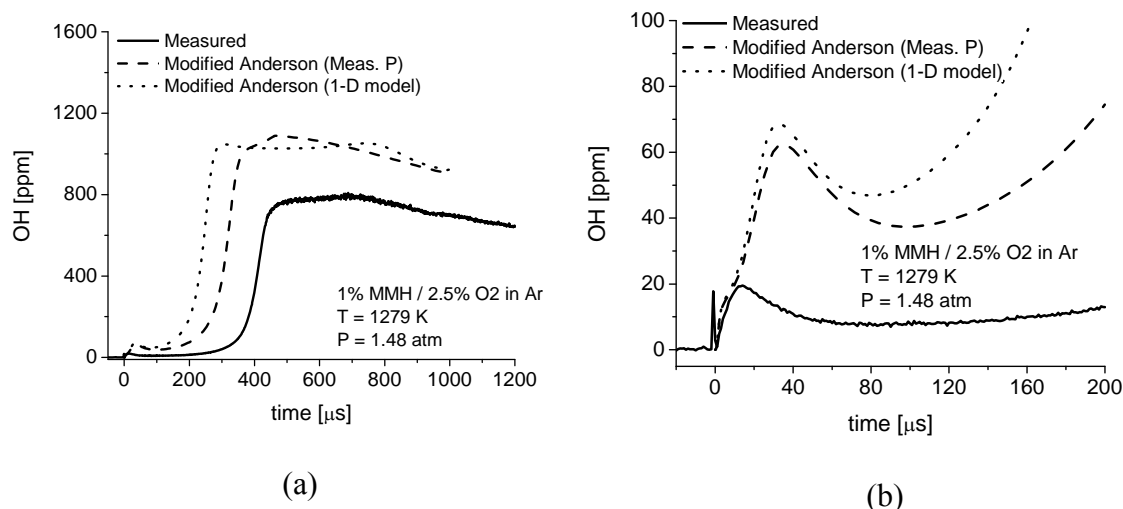 1600
1200
800
400
0
OH [ppm]
Measured
Modified Anderson (Meas. P)
Modified Anderson (1-D model)
1% MMH / 2.5% O2 in Ar
T = 1279 K
P = 1.48 atm
0 200 400 600 800 1000 1200
time [μs]
(a)
100
80
60
40
20
0
OH [ppm]
Measured
Modified Anderson (Meas. P)
Modified Anderson (1-D model)
1% MMH / 2.5% O2 in Ar
T = 1279 K
P = 1.48 atm
0 40 80 120 160 200
time [μs]
(b)